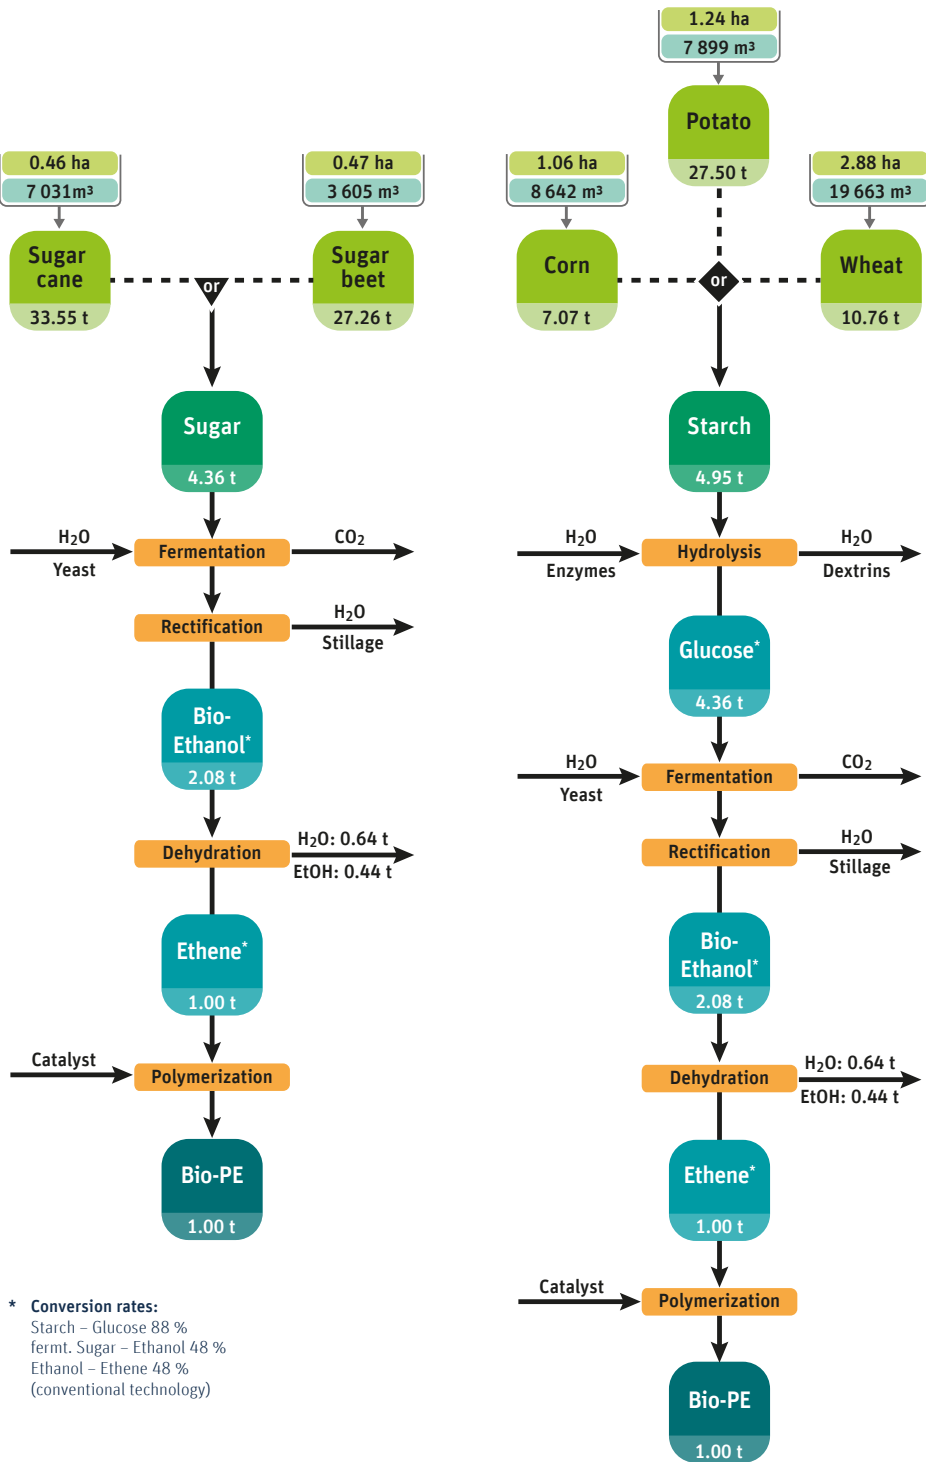 0.46 ha
7 031m³
Sugar
cane
33.55 t
0.47 ha
3 605 m³
Sugar
beet
27.26 t
or
Sugar
4.36 t
H₂O
Yeast
Fermentation
CO₂
Rectification
H₂O
Stillage
Bio-
Ethanol*
2.08 t
Dehydration
H₂O: 0.64 t
EtOH: 0.44 t
Ethene*
1.00 t
Catalyst
Polymerization
Bio-PE
1.00 t
* Conversion rates:
Starch – Glucose 88 %
fermt. Sugar – Ethanol 48 %
Ethanol – Ethene 48 %
(conventional technology)
1.24 ha
7 899 m³
Potato
27.50 t
1.06 ha
8 642 m³
Corn
7.07 t
2.88 ha
19 663 m³
Wheat
10.76 t
or
Starch
4.95 t
H₂O
Enzymes
Hydrolysis
H₂O
Dextrins
Glucose*
4.36 t
H₂O
Yeast
Fermentation
CO₂
Rectification
H₂O
Stillage
Bio-
Ethanol*
2.08 t
Dehydration
H₂O: 0.64 t
EtOH: 0.44 t
Ethene*
1.00 t
Catalyst
Polymerization
Bio-PE
1.00 t